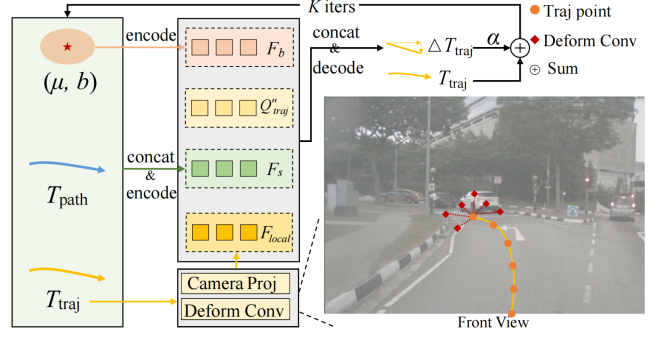 K iters
encode
F_b
(μ, b)
Q''_traj
concat
&
encode
F_s
T_path
F_local
T_traj
Camera Proj
Deform Conv
concat
&
decode
ΔT_traj
α
T_traj
Traj point
Deform Conv
Sum
Front View